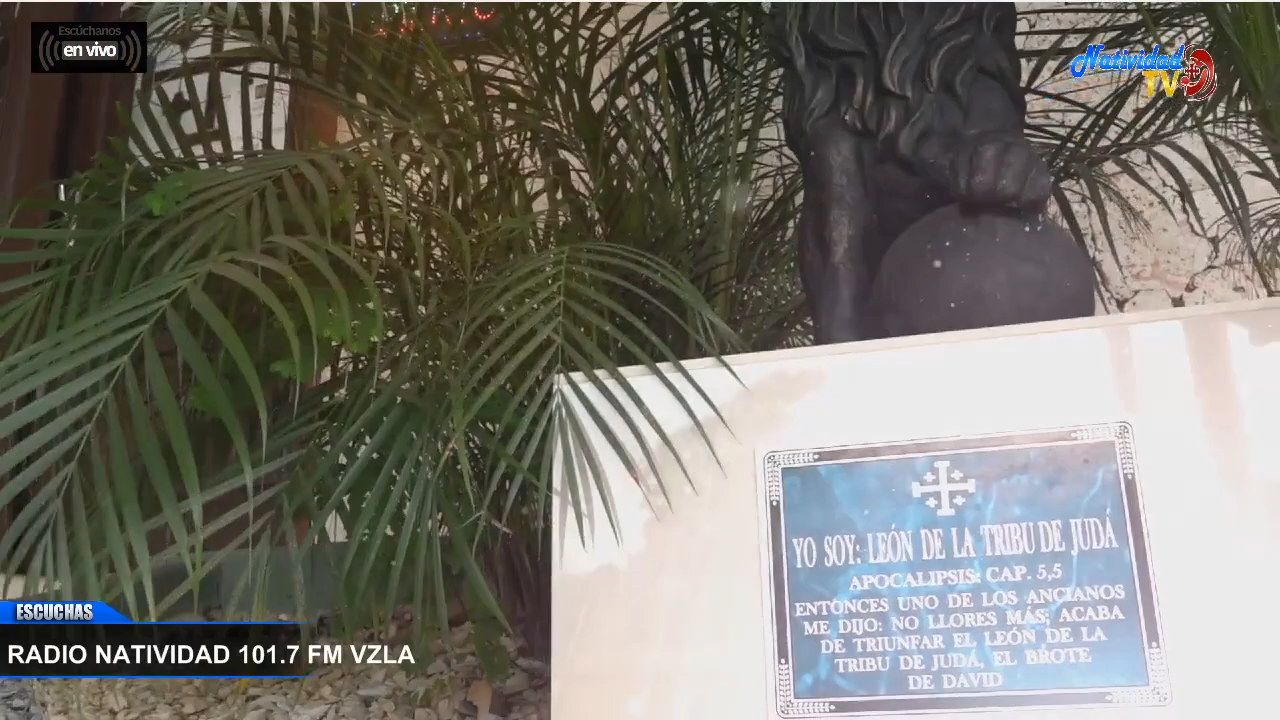 Escúchanos
en vivo
Natividad
TV
YO SOY: LEÓN DE LA TRIBU DE JUDÁ
APOCALIPSIS: CAP. 5,5
ENTONCES UNO DE LOS ANCIANOS
ME DIJO: NO LLORES MÁS; ACABA
DE TRIUNFAR EL LEÓN DE LA
TRIBU DE JUDÁ, EL BROTE
DE DAVID
ESCUCHAS
RADIO NATIVIDAD 101.7 FM VZLA